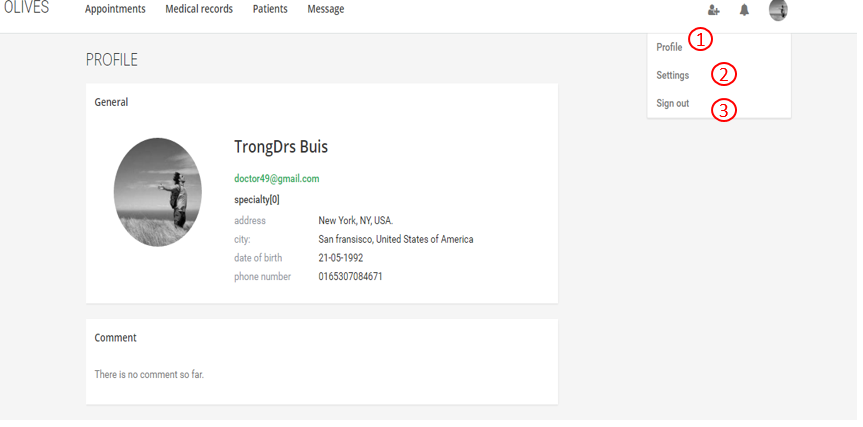 OLIVES Appointments Medical records Patients Message
1
Profile
2
Settings
3
Sign out
PROFILE
General
TrongDrs Buis
doctor49@gmail.com
specialty[0]
address New York, NY, USA.
city: San fransisco, United States of America
date of birth 21-05-1992
phone number 0165307084671
Comment
There is no comment so far.